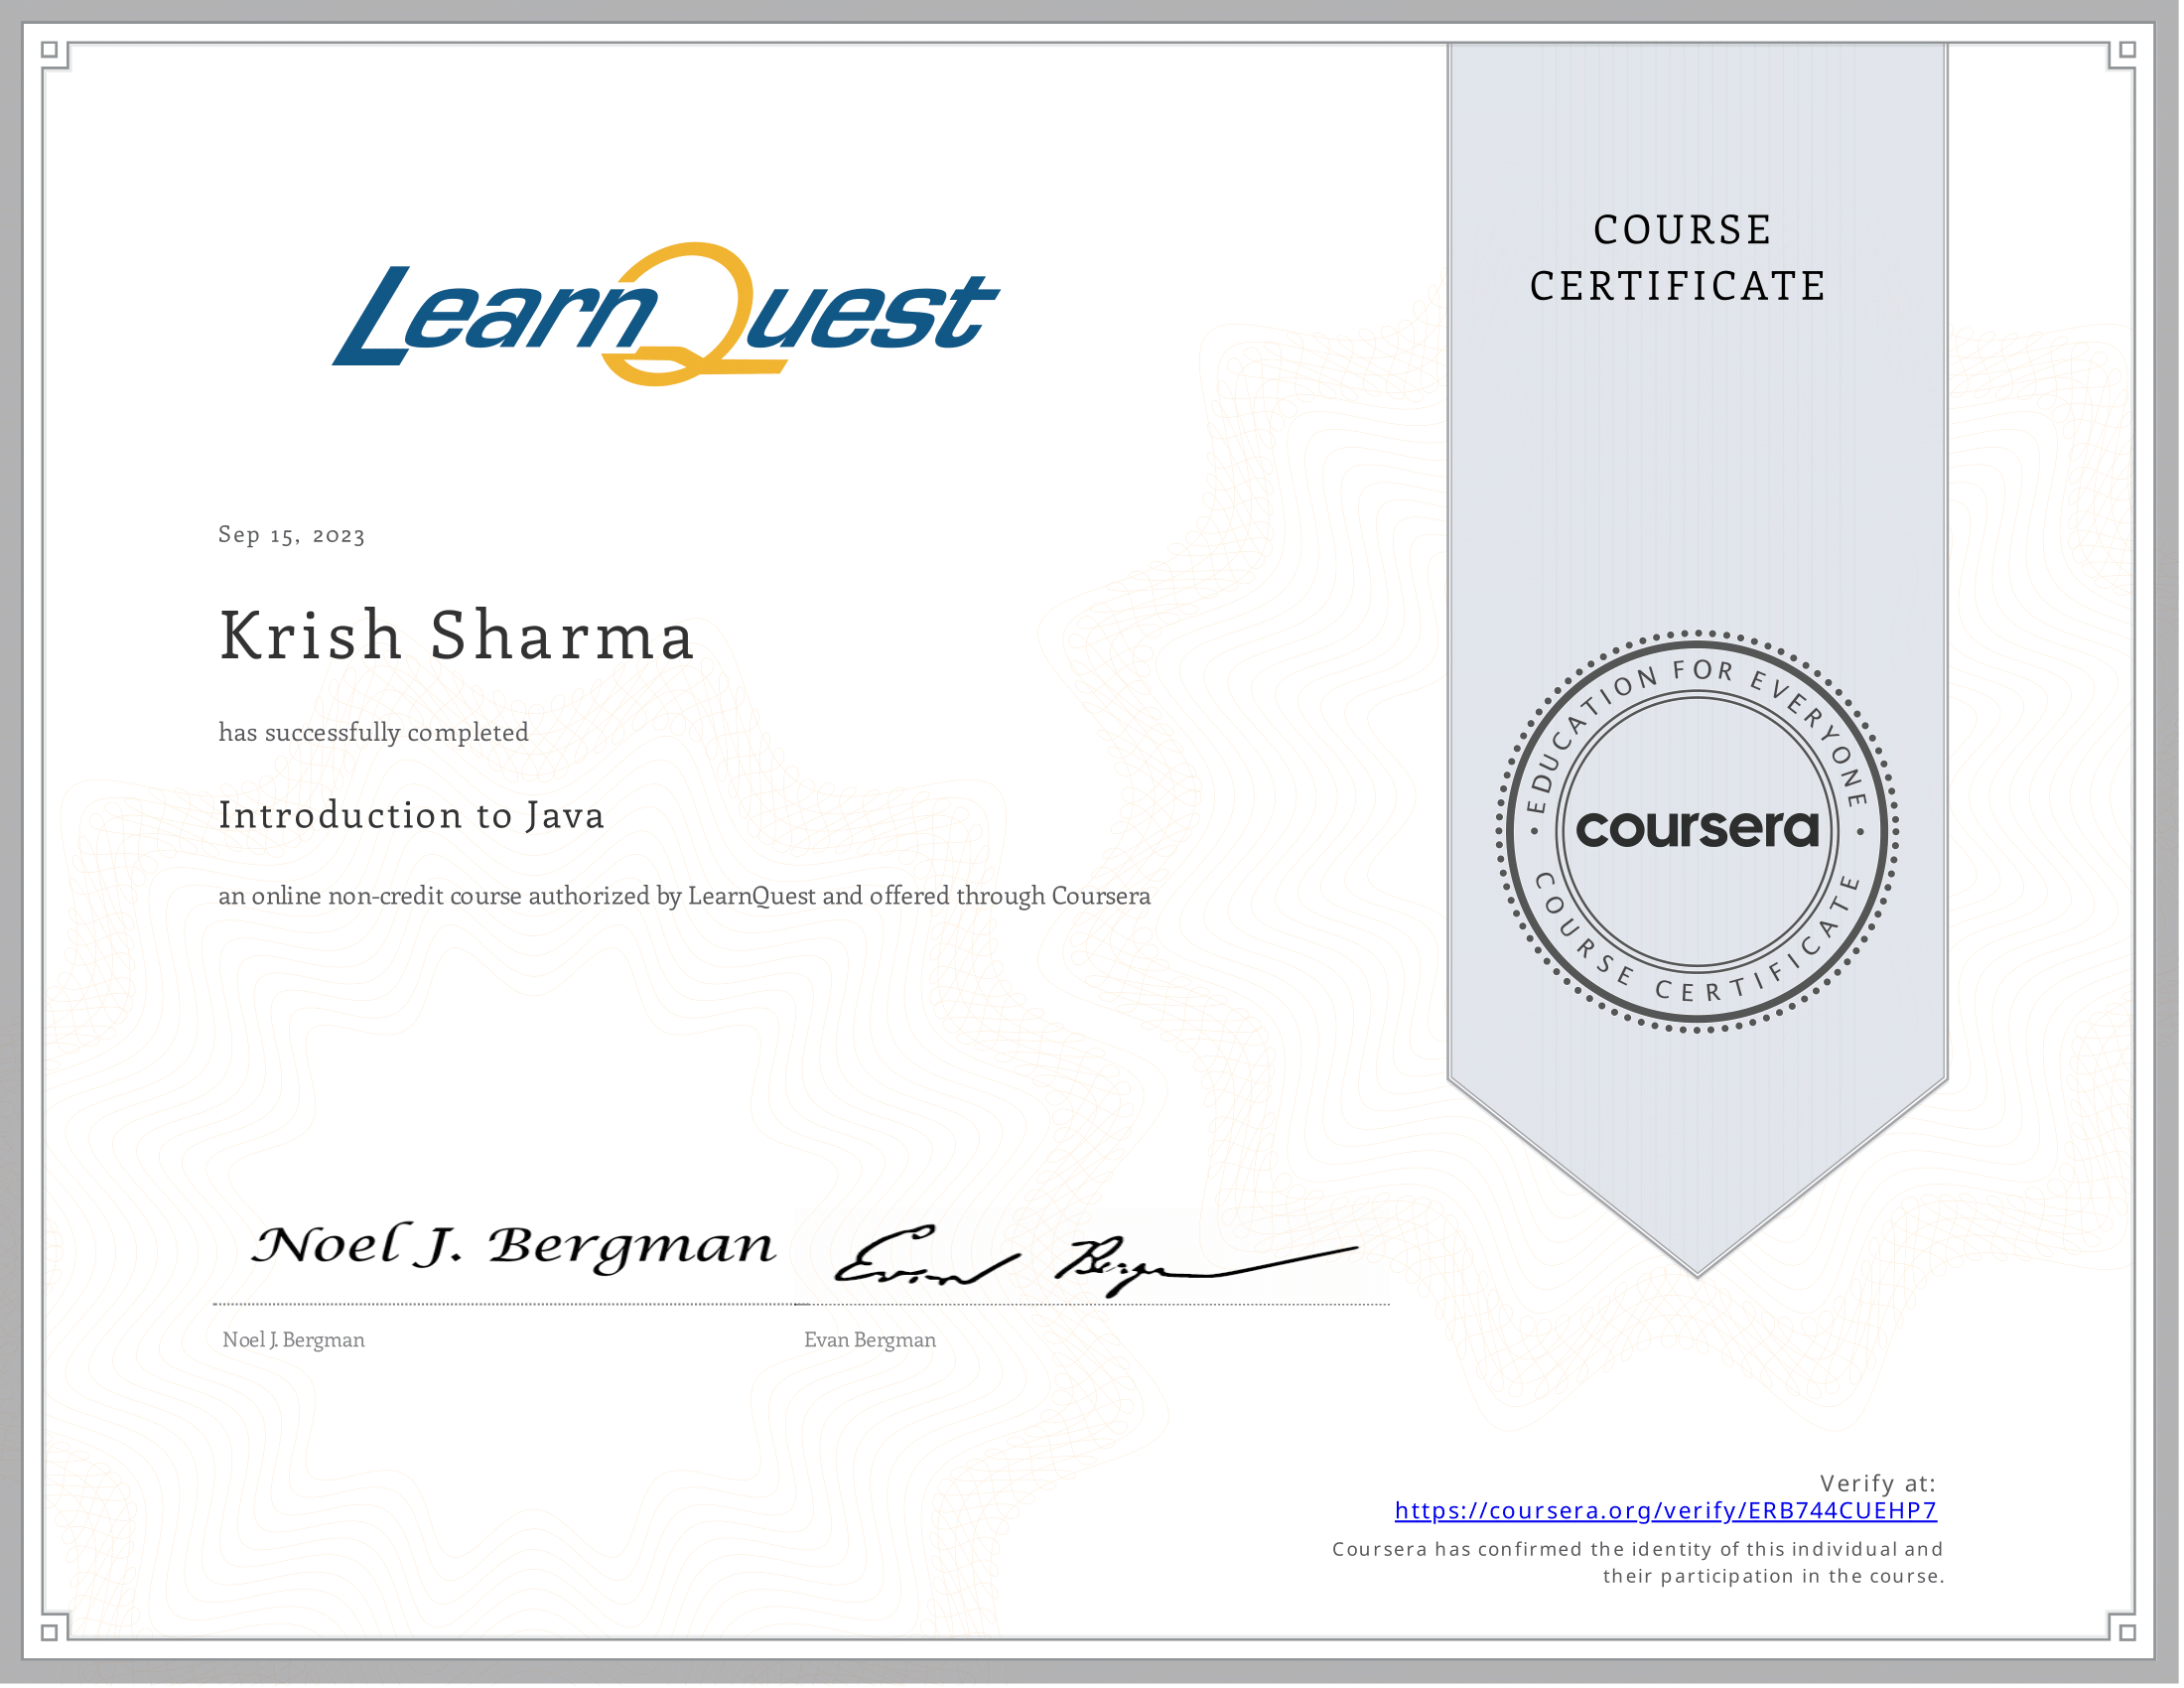 LearnQuest
COURSE
CERTIFICATE
Sep 15, 2023
Krish Sharma
has successfully completed
Introduction to Java
an online non-credit course authorized by LearnQuest and offered through Coursera
EDUCATION FOR EVERYONE
coursera
COURSE CERTIFICATE
Noel J. Bergman
Evan Bergman
Noel J. Bergman
Evan Bergman
Verify at:
https://coursera.org/verify/ERB744CUEHP7
Coursera has confirmed the identity of this individual and
their participation in the course.